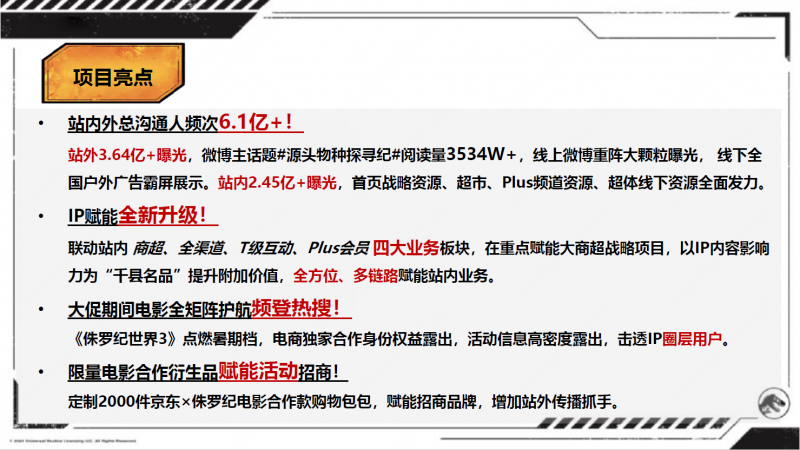 项目亮点
• 站内外总沟通人频次6.1亿+！
站外3.64亿+曝光，微博主话题#源头物种探寻纪#阅读量3534W+，线上微博重阵大颗粒曝光， 线下全
国户外广告霸屏展示。站内2.45亿+曝光，首页战略资源、超市、Plus频道资源、超体线下资源全面发力。
• IP赋能全新升级！
联动站内 商超、全渠道、T级互动、Plus会员 四大业务板块，在重点赋能大商超战略项目，以IP内容影响
力为“千县名品”提升附加价值，全方位、多链路赋能站内业务。
• 大促期间电影全矩阵护航频登热搜！
《侏罗纪世界3》点燃暑期档，电商独家合作身份权益露出，活动信息高密度露出，击透IP圈层用户。
• 限量电影合作衍生品赋能活动招商！
定制2000件京东×侏罗纪电影合作款购物包包，赋能招商品牌，增加站外传播抓手。
© 2021 Universal Studios Licensing LLC. All Rights Reserved.